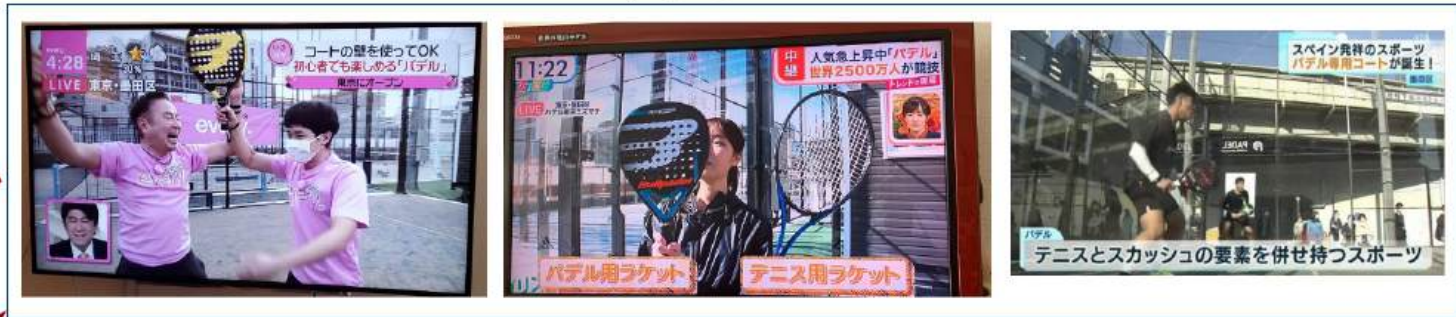 4:28
LIVE 東京・墨田区
コートの壁を使ってOK
初心者でも楽しめる「パデル」
11:22
LIVE
中継
人気急上昇中「パデル」
世界2500万人が競技
パデル用ラケット
テニス用ラケット
スペイン発祥のスポーツ
パデル専用コートが誕生!
PADEL
パデル
テニスとスカッシュの要素を併せ持つスポーツ